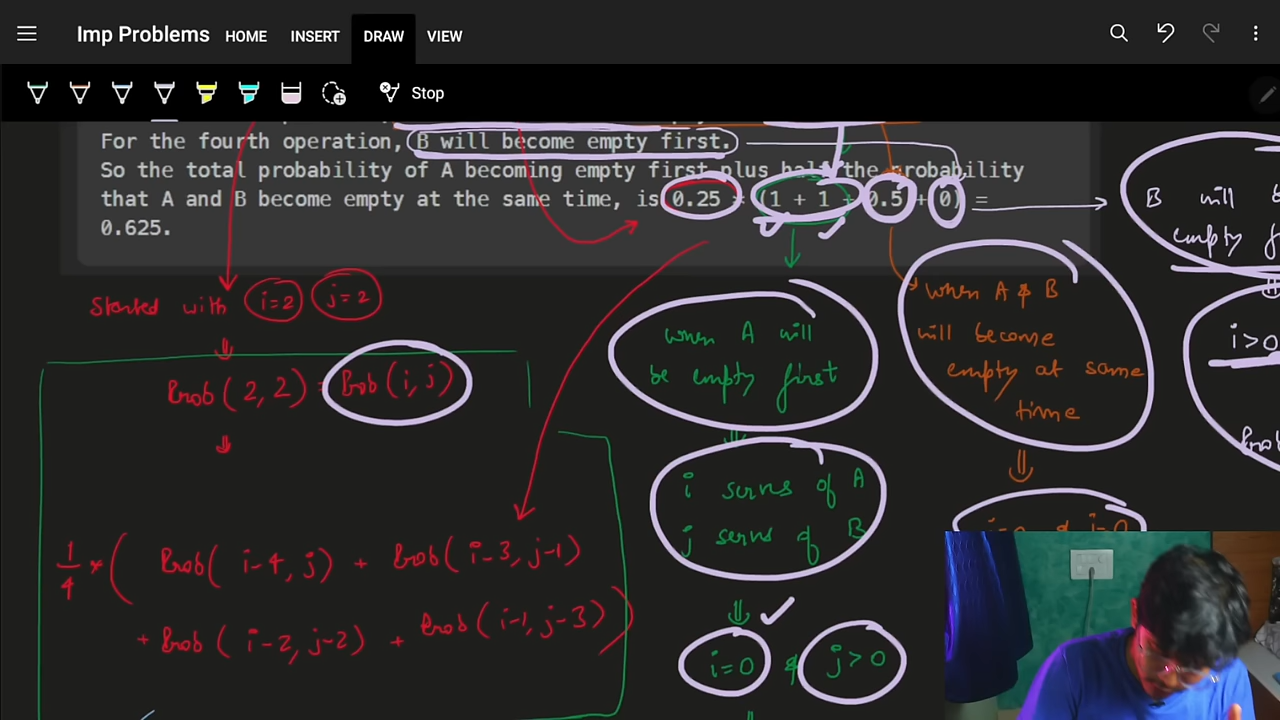 Imp Problems HOME INSERT DRAW VIEW
Stop
For the fourth operation, B will become empty first.
So the total probability of A becoming empty first plus half the probability
that A and B become empty at the same time, is 0.25 * (1 + 1 + 0.5 + 0) =
0.625.
Started with i=2 j=2
Prob(2,2) = Prob(i,j)
1/4 * ( Prob( i-4, j) + Prob( i-3, j-1)
+ Prob( i-2, j-2) + Prob( i-1, j-3) )
when A will
be empty first
i servs of A
j servs of B
i=0 & j>0
when A & B
will become
empty at same
time
i=0 & j=0
B will
empty
i>0